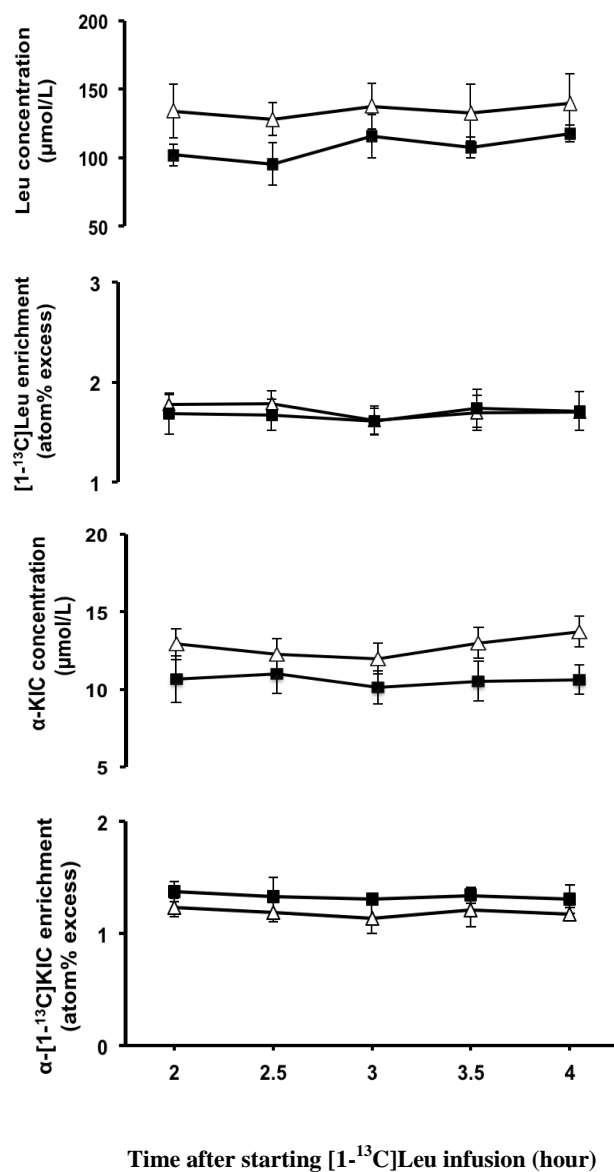 Leu concentration
(µmol/L)
200
150
100
50
[1-¹³C]Leu enrichment
(atom% excess)
3
2
1
α-KIC concentration
(µmol/L)
20
15
10
5
α-[1-¹³C]KIC enrichment
(atom% excess)
2
1
0
2 2.5 3 3.5 4
Time after starting [1-¹³C]Leu infusion (hour)